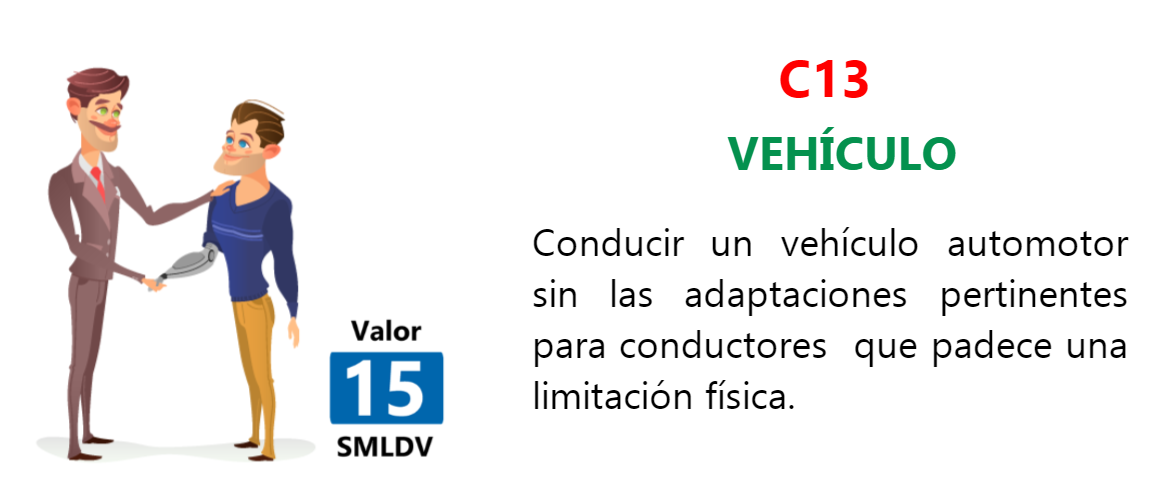 C13
VEHÍCULO
Conducir un vehículo automotor
sin las adaptaciones pertinentes
para conductores que padece una
limitación física.
Valor
15
SMLDV